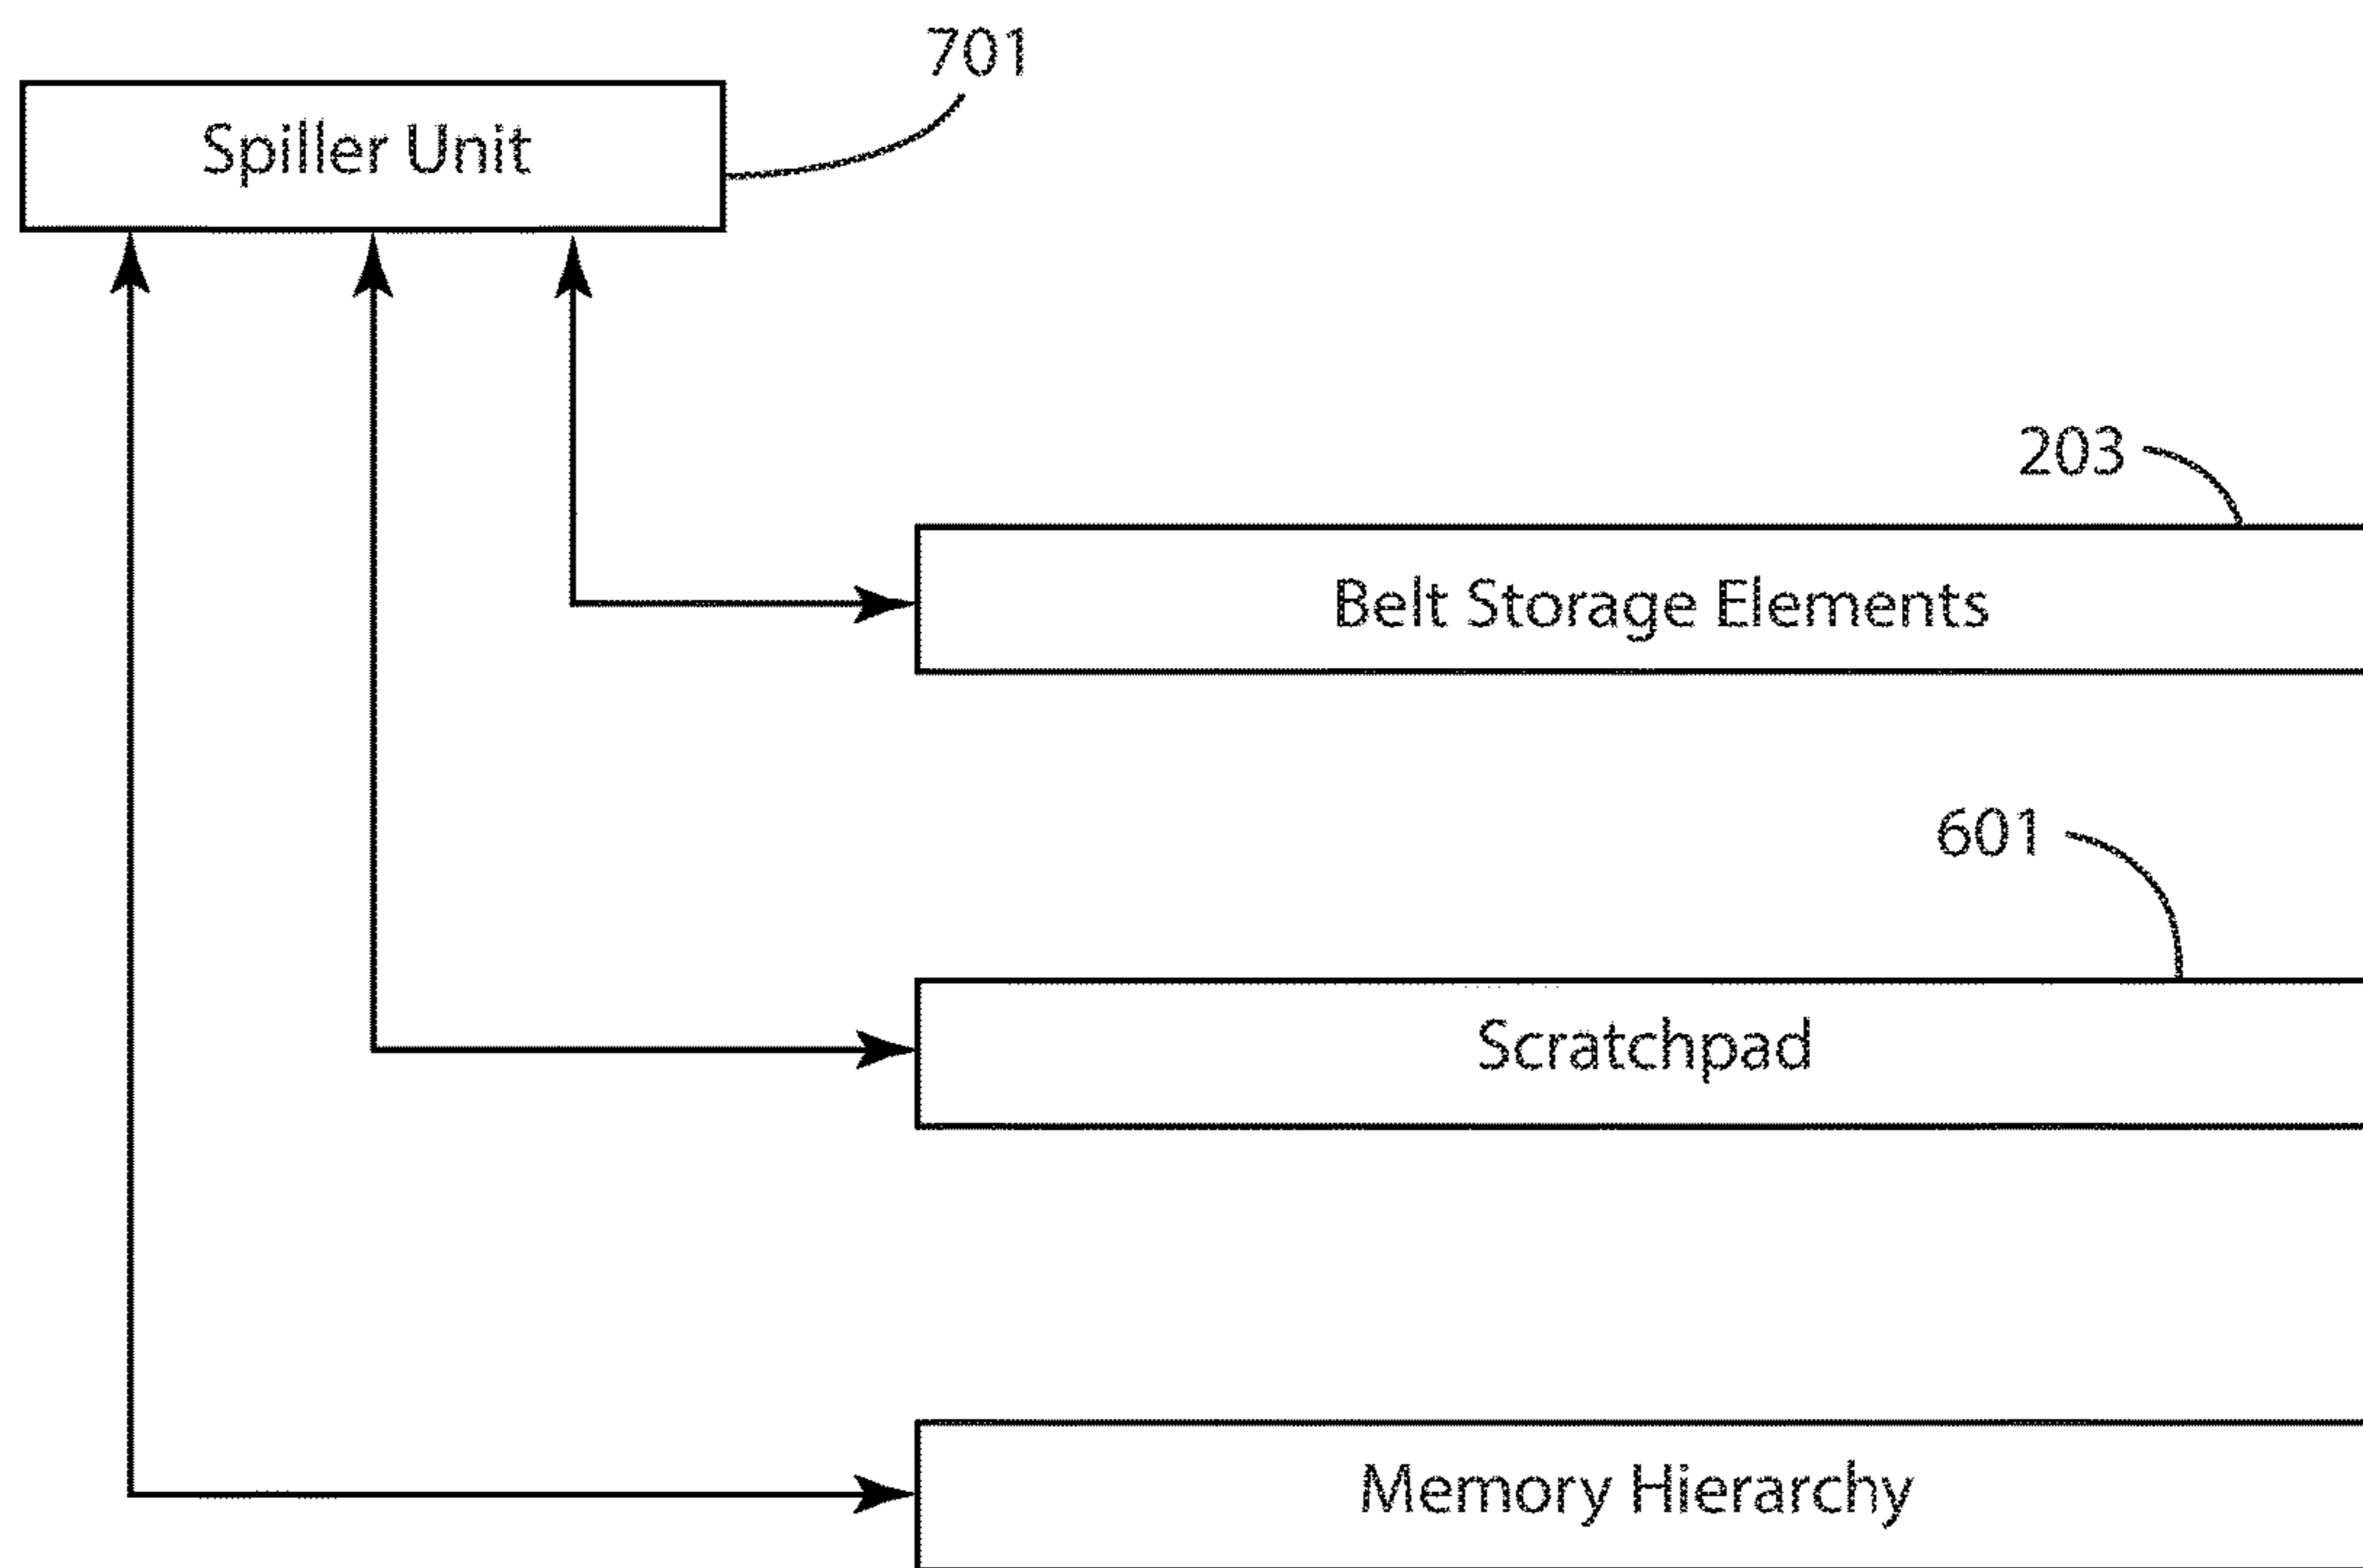 701
Spiller Unit
203
Belt Storage Elements
601
Scratchpad
Memory Hierarchy